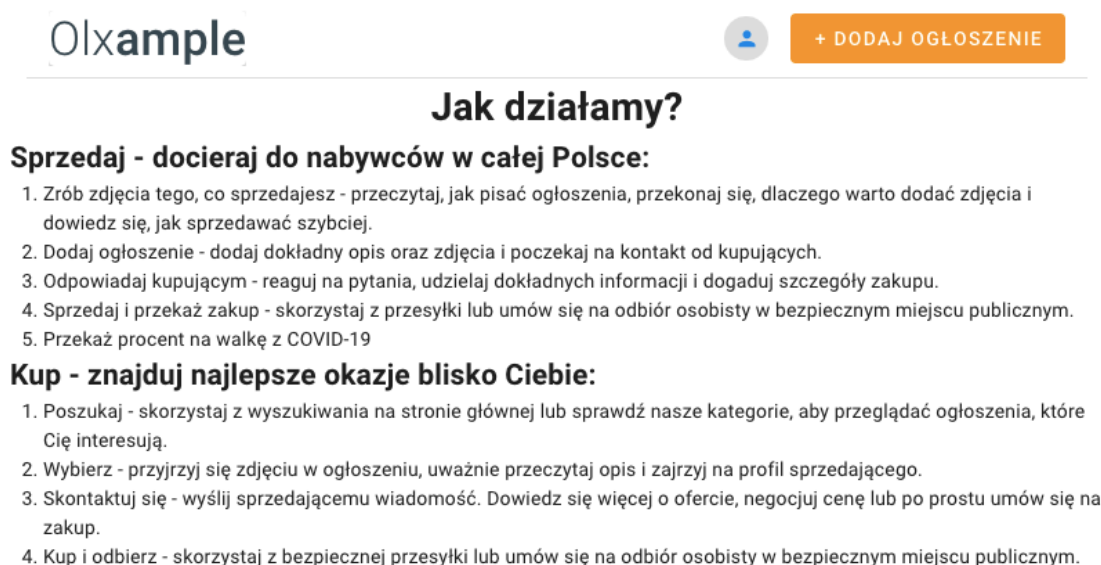 Olxample
+ DODAJ OGŁOSZENIE
Jak działamy?
Sprzedaj - docieraj do nabywców w całej Polsce:
1. Zrób zdjęcia tego, co sprzedajesz - przeczytaj, jak pisać ogłoszenia, przekonaj się, dlaczego warto dodać zdjęcia i
dowiedz się, jak sprzedawać szybciej.
2. Dodaj ogłoszenie - dodaj dokładny opis oraz zdjęcia i poczekaj na kontakt od kupujących.
3. Odpowiadaj kupującym - reaguj na pytania, udzielaj dokładnych informacji i dogaduj szczegóły zakupu.
4. Sprzedaj i przekaż zakup - skorzystaj z przesyłki lub umów się na odbiór osobisty w bezpiecznym miejscu publicznym.
5. Przekaż procent na walkę z COVID-19
Kup - znajduj najlepsze okazje blisko Ciebie:
1. Poszukaj - skorzystaj z wyszukiwania na stronie głównej lub sprawdź nasze kategorie, aby przeglądać ogłoszenia, które
Cię interesują.
2. Wybierz - przyjrzyj się zdjęciu w ogłoszeniu, uważnie przeczytaj opis i zajrzyj na profil sprzedającego.
3. Skontaktuj się - wyślij sprzedającemu wiadomość. Dowiedz się więcej o ofercie, negocjuj cenę lub po prostu umów się na
zakup.
4. Kup i odbierz - skorzystaj z bezpiecznej przesyłki lub umów się na odbiór osobisty w bezpiecznym miejscu publicznym.